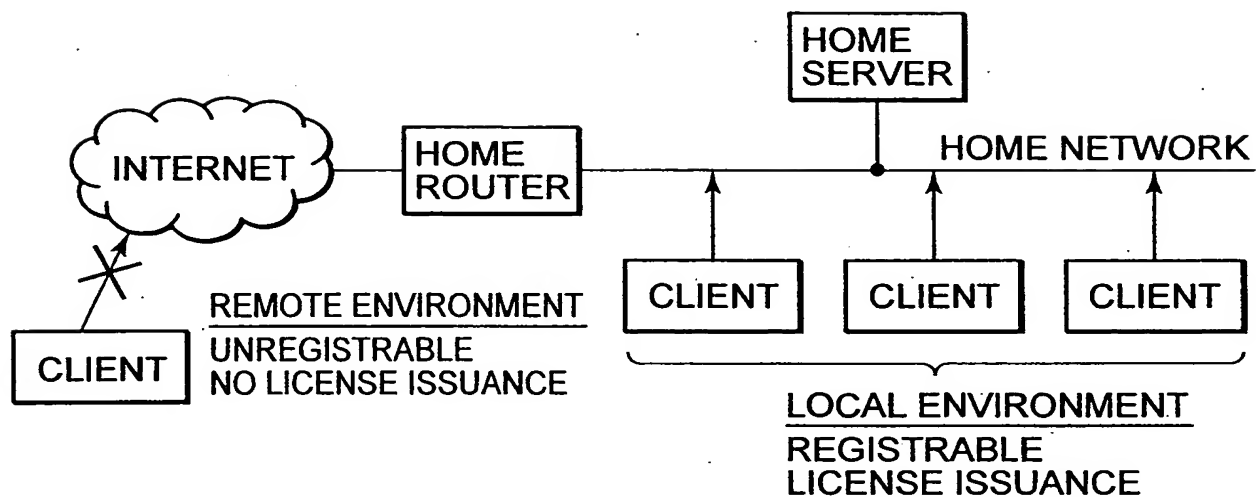 HOME
SERVER
INTERNET
HOME
ROUTER
HOME NETWORK
CLIENT
CLIENT
CLIENT
REMOTE ENVIRONMENT
UNREGISTRABLE
NO LICENSE ISSUANCE
CLIENT
LOCAL ENVIRONMENT
REGISTRABLE
LICENSE ISSUANCE